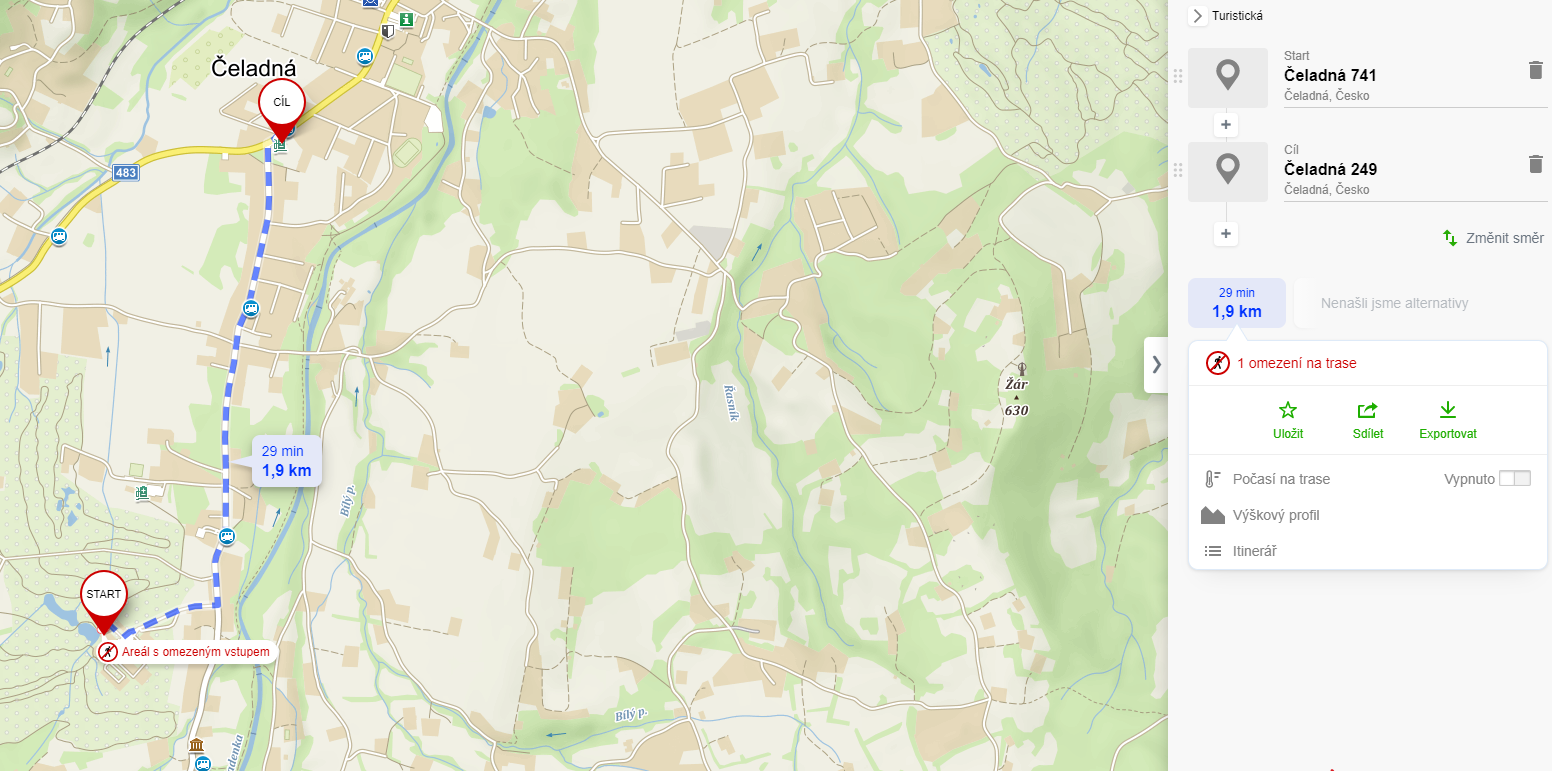 Čeladná
CÍL
483
29 min
1,9 km
Řasník
Žár
630
Bílý p.
START
Areál s omezeným vstupem
Bílý p.
Turistická
Start
Čeladná 741
Čeladná, Česko
+
Cíl
Čeladná 249
Čeladná, Česko
+
Změnit směr
29 min
1,9 km
Nenašli jsme alternativy
1 omezení na trase
Uložit
Sdílet
Exportovat
Počasí na trase
Vypnuto
Výškový profil
Itinerář